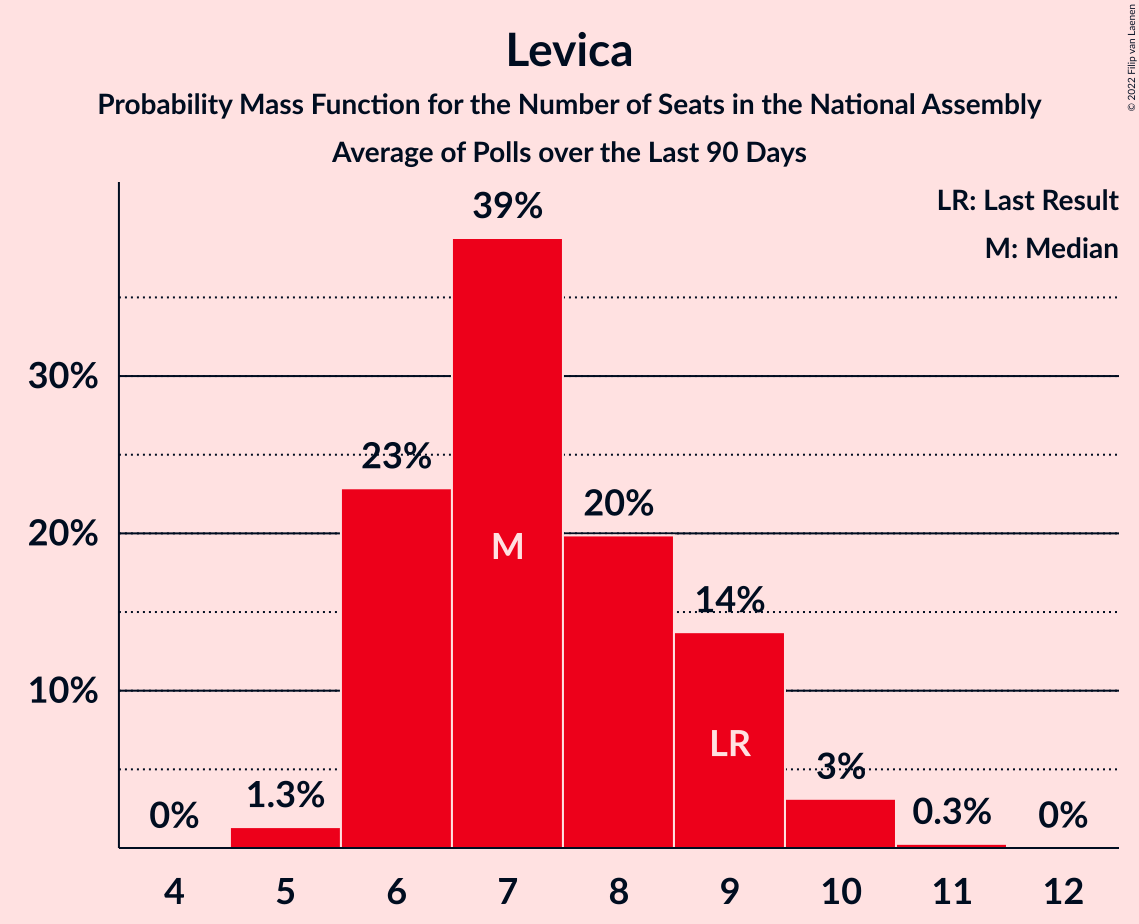 © 2022 Filip van Laenen
Levica
Probability Mass Function for the Number of Seats in the National Assembly
Average of Polls over the Last 90 Days
LR: Last Result
M: Median
39%
30%
23%
20%
20%
M
14%
10%
LR
3%
1.3%
0.3%
0%
0%
4 5 6 7 8 9 10 11 12